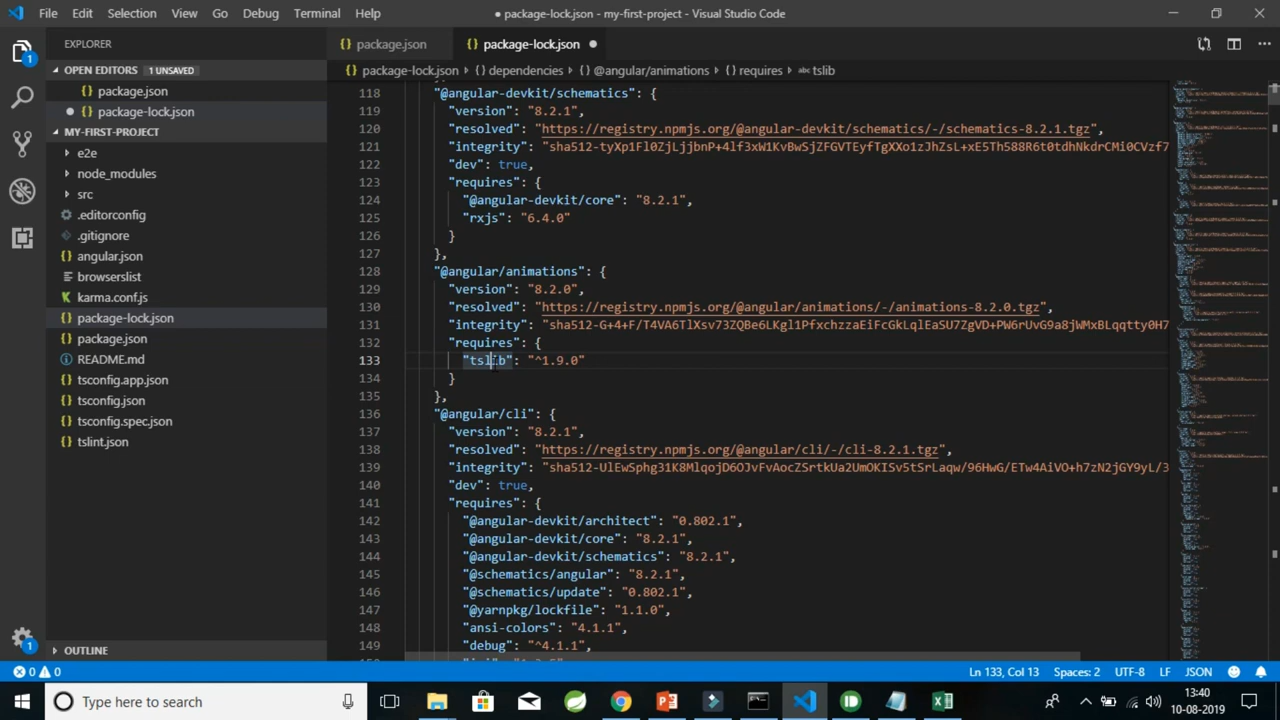 File Edit Selection View Go Debug Terminal Help
● package-lock.json - my-first-project - Visual Studio Code
EXPLORER
OPEN EDITORS 1 UNSAVED
package.json
package-lock.json
MY-FIRST-PROJECT
e2e
node_modules
src
.editorconfig
.gitignore
angular.json
browserslist
karma.conf.js
package-lock.json
package.json
README.md
tsconfig.app.json
tsconfig.json
tsconfig.spec.json
tslint.json
OUTLINE
{} package.json {} package-lock.json ●
{} package-lock.json › {} dependencies › {} @angular/animations › {} requires › abc tslib
118 "@angular-devkit/schematics": {
119 "version": "8.2.1",
120 "resolved": "https://registry.npmjs.org/@angular-devkit/schematics/-/schematics-8.2.1.tgz",
121 "integrity":
122 "dev": true,
123 "requires": {
124 "@angular-devkit/core": "8.2.1",
125 "rxjs": "6.4.0"
126 }
127 },
128 "@angular/animations": {
129 "version": "8.2.0",
130 "resolved": "https://registry.npmjs.org/@angular/animations/-/animations-8.2.0.tgz",
131 "integrity":
132 "requires": {
133 "tslib": "^1.9.0"
134 }
135 },
136 "@angular/cli": {
137 "version": "8.2.1",
138 "resolved": "https://registry.npmjs.org/@angular/cli/-/cli-8.2.1.tgz",
139 "integrity":
140 "dev": true,
141 "requires": {
142 "@angular-devkit/architect": "0.802.1",
143 "@angular-devkit/core": "8.2.1",
144 "@angular-devkit/schematics": "8.2.1",
145 "@schematics/angular": "8.2.1",
146 "@schematics/update": "0.802.1",
147 "@yarnpkg/lockfile": "1.1.0",
148 "ansi-colors": "4.1.1",
149 "debug": "^4.1.1",
0 0 Ln 133, Col 13 Spaces: 2 UTF-8 LF JSON 1
Type here to search
13:40
10-08-2019